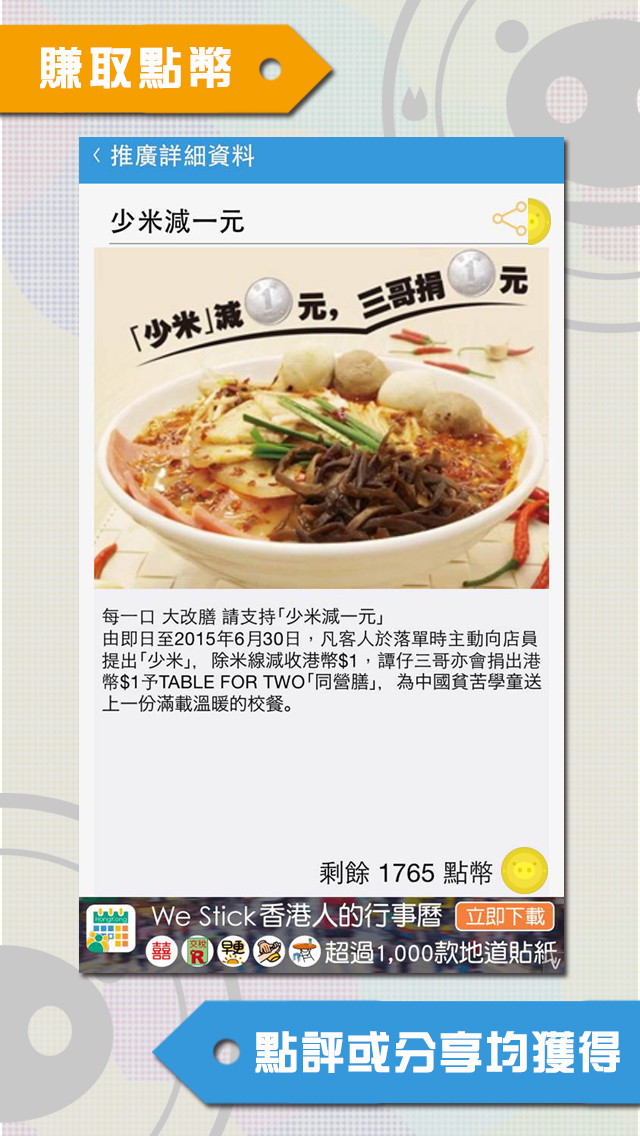 賺取點幣
推廣詳細資料
少米減一元
「少米」減1元，三哥捐1元
每一口 大改膳 請支持「少米減一元」
由即日至2015年6月30日，凡客人於落單時主動向店員
提出「少米」，除米線減收港幣$1，譚仔三哥亦會捐出港
幣$1予TABLE FOR TWO「同營膳」，為中國貧苦學童送
上一份滿載溫暖的校餐。
剩餘 1765 點幣
HongKong
We Stick香港人的行事曆 立即下載
囍 交稅 R 早更 超過1,000款地道貼紙
點評或分享均獲得